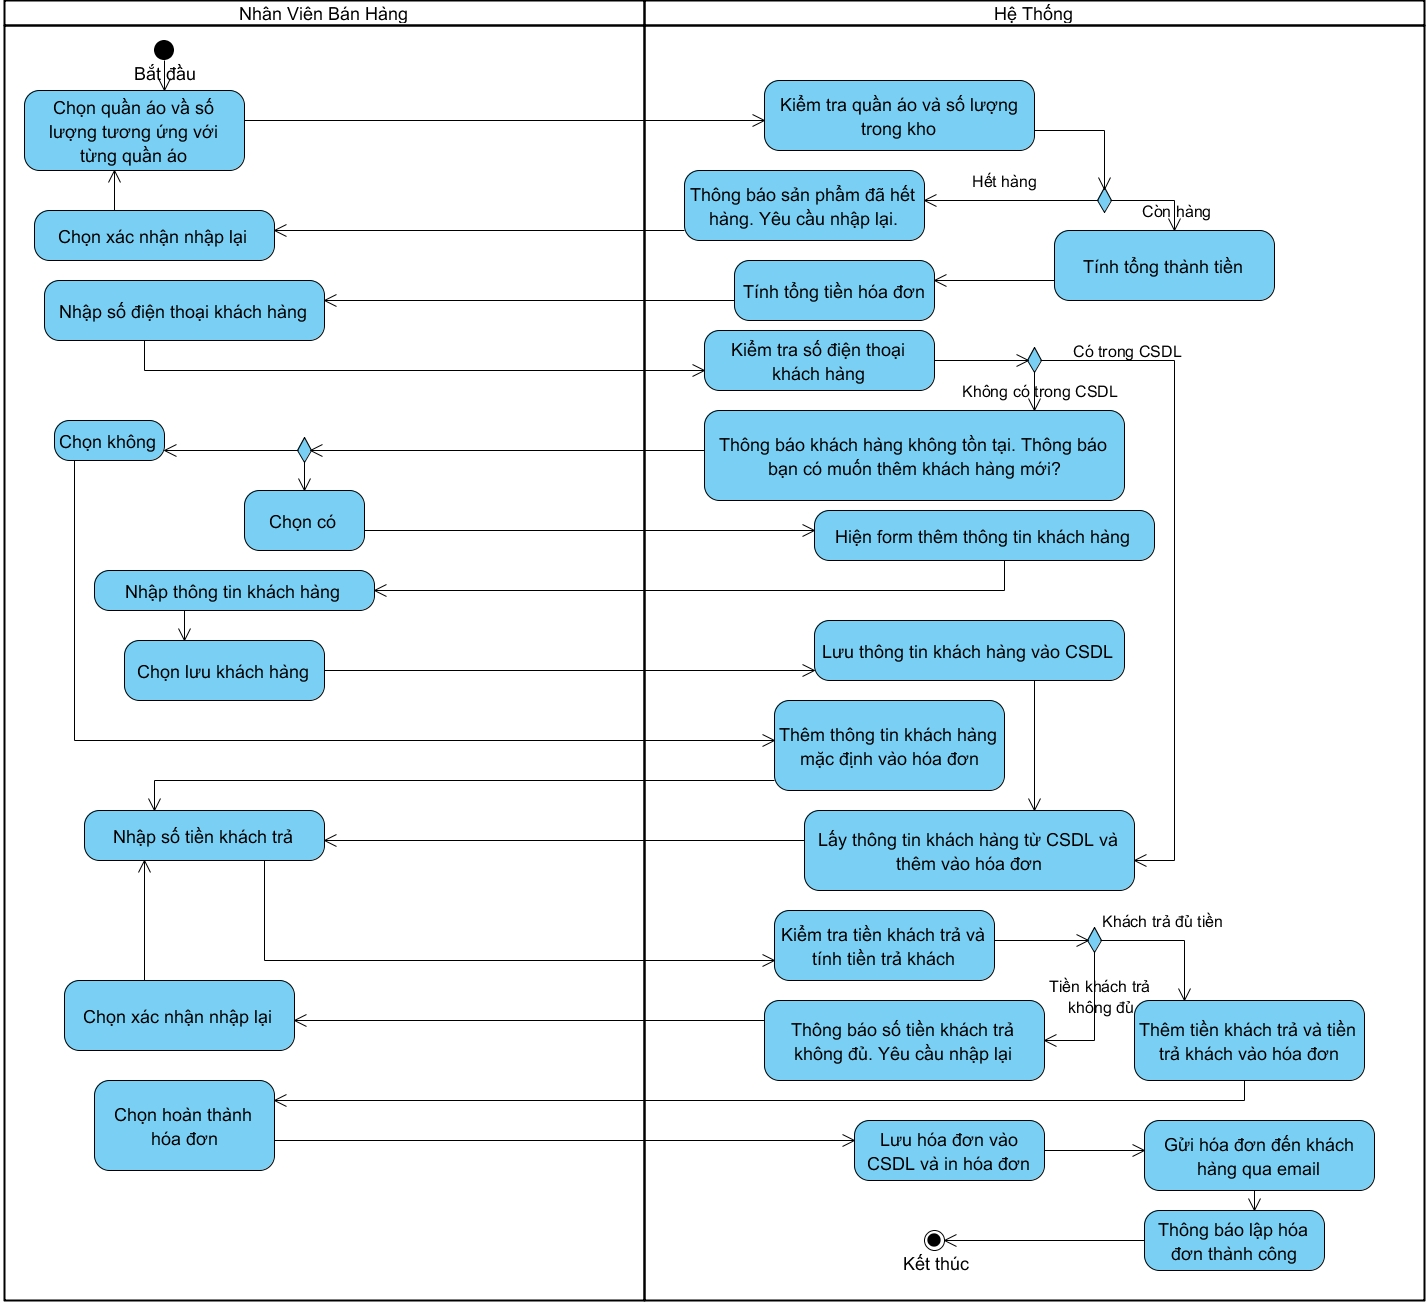 Nhân Viên Bán Hàng
Hệ Thống
Bắt đầu
Chọn quần áo và số
lượng tương ứng với
từng quần áo
Kiểm tra quần áo và số lượng
trong kho
Hết hàng
Thông báo sản phẩm đã hết
hàng. Yêu cầu nhập lại.
Còn hàng
Chọn xác nhận nhập lại
Tính tổng thành tiền
Tính tổng tiền hóa đơn
Nhập số điện thoại khách hàng
Kiểm tra số điện thoại
khách hàng
Có trong CSDL
Không có trong CSDL
Chọn không
Thông báo khách hàng không tồn tại. Thông báo
bạn có muốn thêm khách hàng mới?
Chọn có
Hiện form thêm thông tin khách hàng
Nhập thông tin khách hàng
Chọn lưu khách hàng
Lưu thông tin khách hàng vào CSDL
Thêm thông tin khách hàng
mặc định vào hóa đơn
Nhập số tiền khách trả
Lấy thông tin khách hàng từ CSDL và
thêm vào hóa đơn
Kiểm tra tiền khách trả và
tính tiền trả khách
Khách trả đủ tiền
Tiền khách trả
không đủ
Chọn xác nhận nhập lại
Thông báo số tiền khách trả
không đủ. Yêu cầu nhập lại
Thêm tiền khách trả và tiền
trả khách vào hóa đơn
Chọn hoàn thành
hóa đơn
Lưu hóa đơn vào
CSDL và in hóa đơn
Gửi hóa đơn đến khách
hàng qua email
Thông báo lập hóa
đơn thành công
Kết thúc